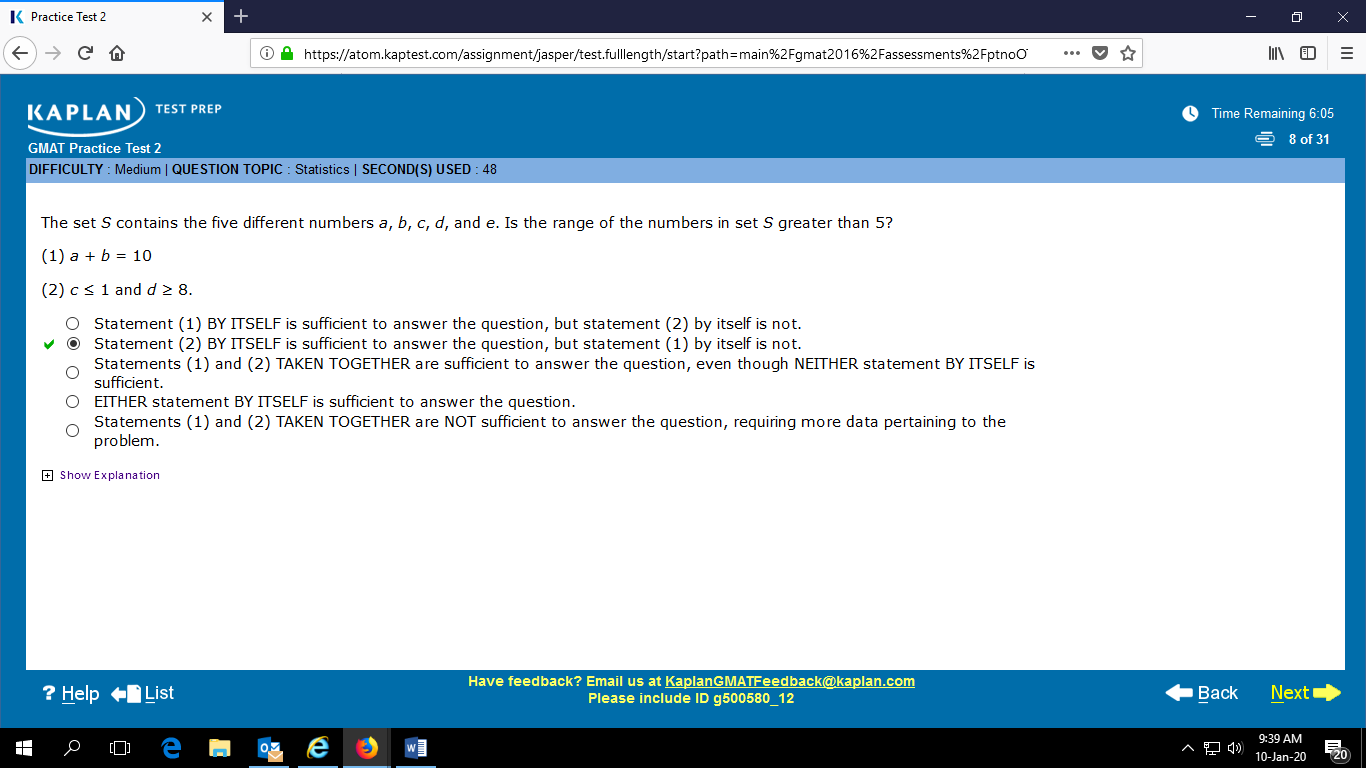 Practice Test 2
https://atom.kaptest.com/assignment/jasper/test.fulllength/start?path=main%2Fgmat2016%2Fassessments%2FptnoO
KAPLAN TEST PREP
Time Remaining 6:05
GMAT Practice Test 2
8 of 31
DIFFICULTY : Medium | QUESTION TOPIC : Statistics | SECOND(S) USED : 48
The set S contains the five different numbers a, b, c, d, and e. Is the range of the numbers in set S greater than 5?
(1) a + b = 10
(2) c ≤ 1 and d ≥ 8.
Statement (1) BY ITSELF is sufficient to answer the question, but statement (2) by itself is not.
Statement (2) BY ITSELF is sufficient to answer the question, but statement (1) by itself is not.
Statements (1) and (2) TAKEN TOGETHER are sufficient to answer the question, even though NEITHER statement BY ITSELF is
sufficient.
EITHER statement BY ITSELF is sufficient to answer the question.
Statements (1) and (2) TAKEN TOGETHER are NOT sufficient to answer the question, requiring more data pertaining to the
problem.
Show Explanation
? Help
List
Have feedback? Email us at KaplanGMATFeedback@kaplan.com
Please include ID g500580_12
Back
Next
9:39 AM
10-Jan-20
20